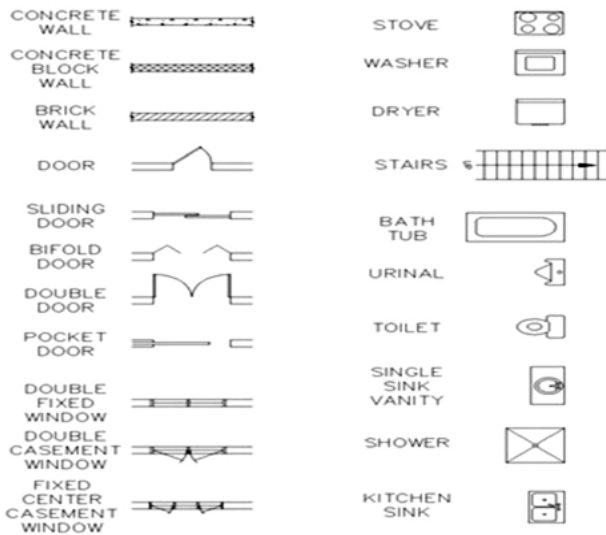 CONCRETE
WALL
CONCRETE
BLOCK
WALL
BRICK
WALL
DOOR
SLIDING
DOOR
BIFOLD
DOOR
DOUBLE
DOOR
POCKET
DOOR
DOUBLE
FIXED
WINDOW
DOUBLE
CASEMENT
WINDOW
FIXED
CENTER
CASEMENT
WINDOW
STOVE
WASHER
DRYER
STAIRS
BATH
TUB
URINAL
TOILET
SINGLE
SINK
VANITY
SHOWER
KITCHEN
SINK